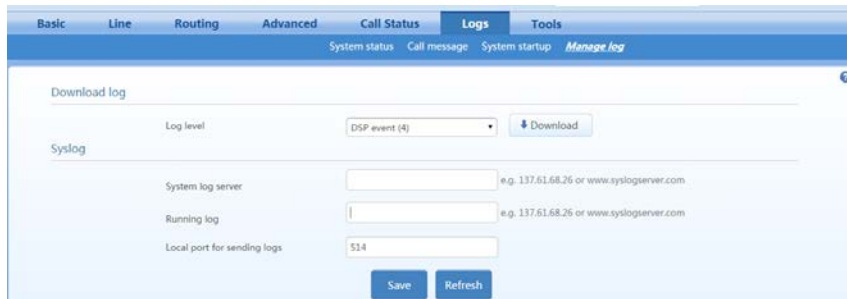 Basic Line Routing Advanced Call Status Logs Tools
System status Call message System startup Manage log
Download log
Log level DSP event (4) Download
Syslog
System log server e.g. 137.61.68.26 or www.syslogserver.com
Running log e.g. 137.61.68.26 or www.syslogserver.com
Local port for sending logs 514
Save Refresh